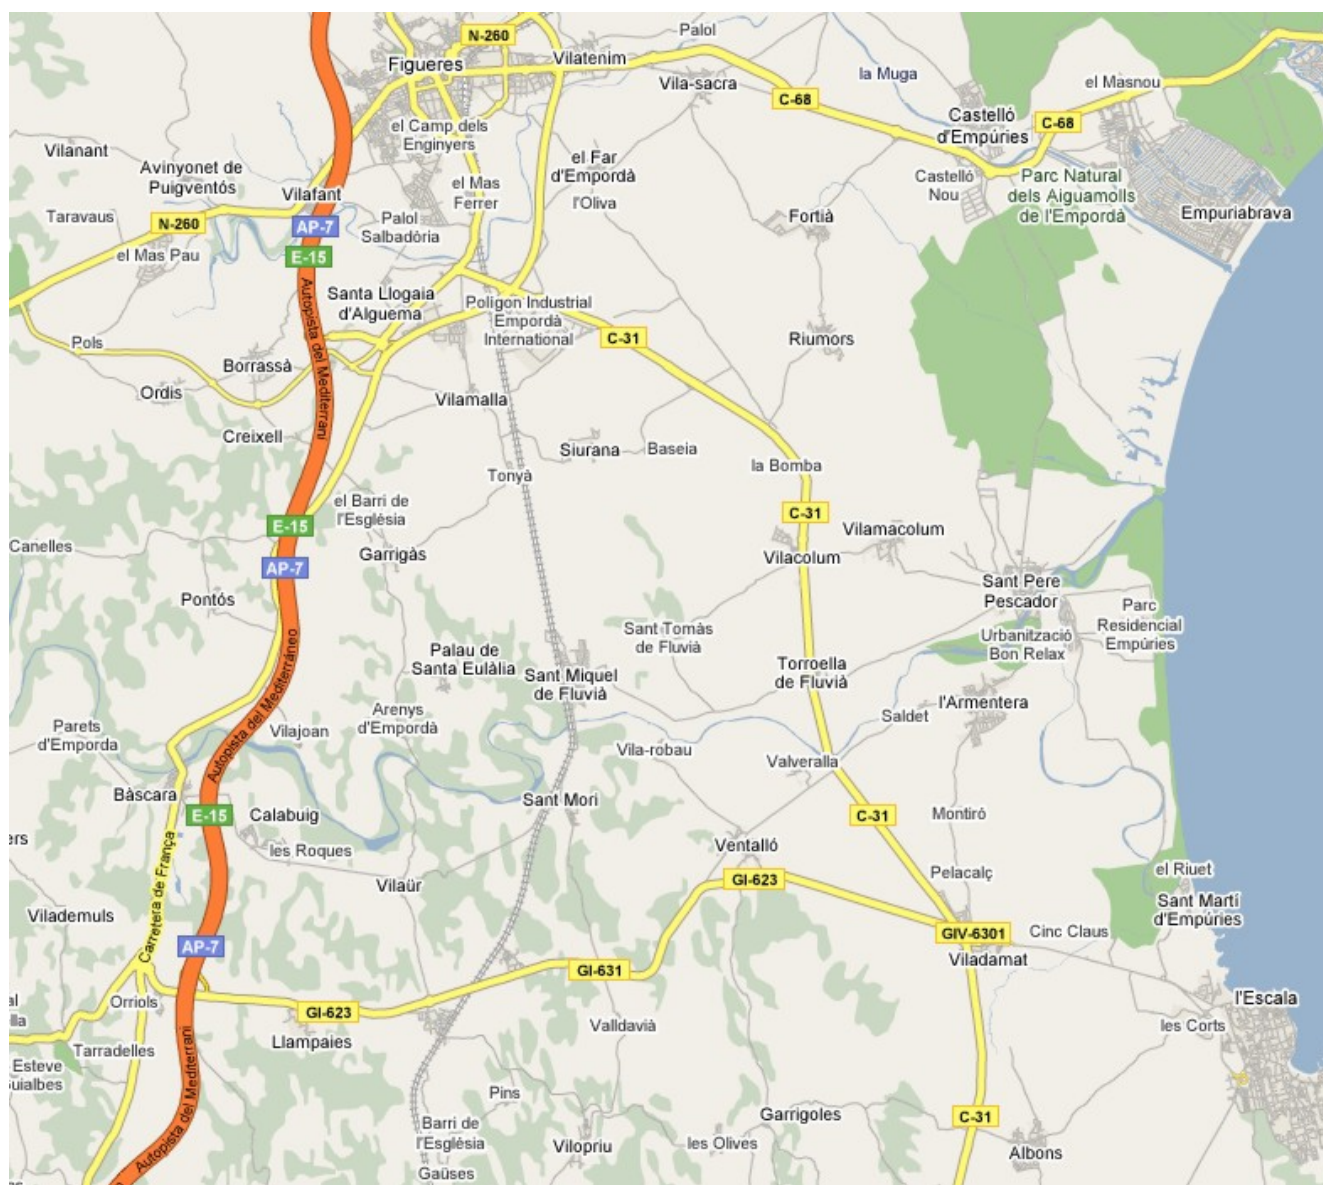 Palol
N-260
Figueres
Vilatenim
la Muga
el Masnou
Vila-sacra
C-68
Castelló
d'Empúries
C-68
el Camp dels
Enginyers
Vilanant
Avinyonet de
Puigventós
el Far
d'Empordà
Vilafant
el Mas
Ferrer
l'Oliva
Castelló
Nou
Parc Natural
dels Aiguamolls
de l'Empordà
Empuriabrava
Taravaus
N-260
AP-7
Palol
Salbadòria
Fortià
el Mas Pau
E-15
Autopista del Mediterrani
Santa Llogaia
d'Alguema
Polígon Industrial
Empordà
International
C-31
Riumors
Pols
Borrassà
Ordis
Vilamalla
Creixell
Siurana
Baseia
la Bomba
Tonyà
el Barri de
l'Església
E-15
C-31
Vilamacolum
Canelles
Garrigàs
Vilacolum
AP-7
Sant Pere
Pescador
Pontós
Parc
Residencial
Empúries
Sant Tomàs
de Fluvià
Urbanització
Bon Relax
Palau de
Santa Eulàlia
Sant Miquel
de Fluvià
Torroella
de Fluvià
Autopista del Mediterráneo
l'Armentera
Saldet
Arenys
d'Empordà
Parets
d'Emporda
Vilajoan
Vila-robau
Valveralla
Bàscara
Sant Mori
E-15
Calabuig
C-31
Montiró
ers
les Roques
Ventalló
Carretera de França
Vilaür
GI-623
Pelacalç
el Riuet
Sant Martí
d'Empúries
Vilademuls
GIV-6301
Cinc Claus
AP-7
Viladamat
GI-631
Orriols
GI-623
l'Escala
al
lla
Llampaies
Valldavià
les Corts
Tarradelles
Esteve
uialbes
Autopista del Mediterrani
Pins
Garrigoles
C-31
Barri de
l'Església
Vilopriu
les Olives
Albons
Gaüses